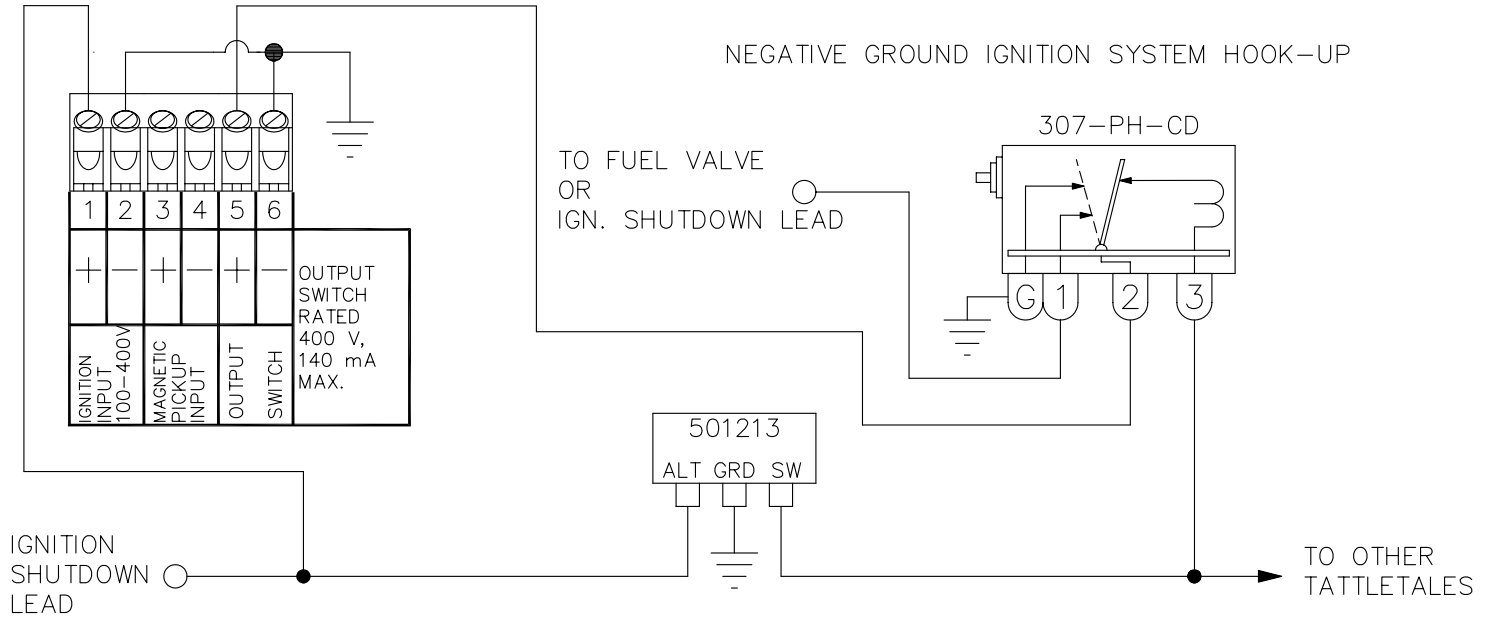 NEGATIVE GROUND IGNITION SYSTEM HOOK-UP
307-PH-CD
TO FUEL VALVE
OR
IGN. SHUTDOWN LEAD
1 2 3 4 5 6
+ − + − + −
OUTPUT
SWITCH
RATED
400 V,
140 mA
MAX.
IGNITION
INPUT
100-400V
MAGNETIC
PICKUP
INPUT
OUTPUT
SWITCH
G 1 2 3
501213
ALT GRD SW
IGNITION
SHUTDOWN
LEAD
TO OTHER
TATTLETALES